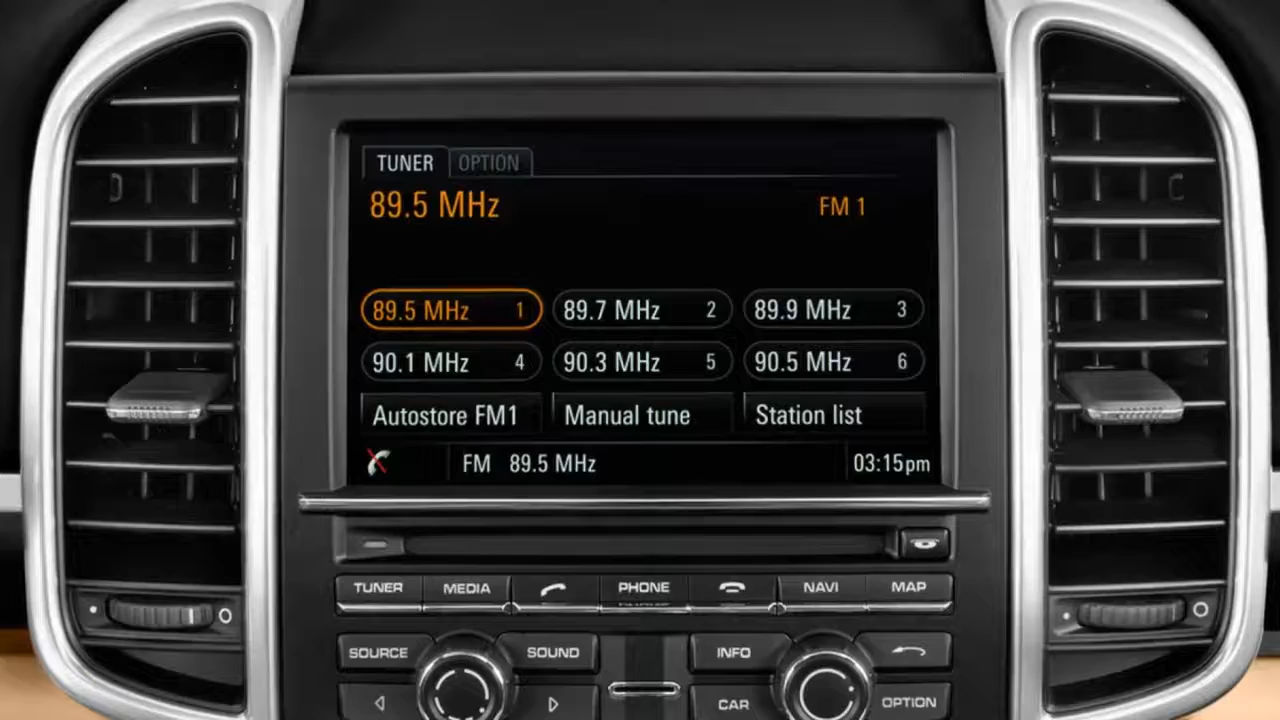 TUNER OPTION
89.5 MHz FM 1
89.5 MHz 1 89.7 MHz 2 89.9 MHz 3
90.1 MHz 4 90.3 MHz 5 90.5 MHz 6
Autostore FM1 Manual tune Station list
FM 89.5 MHz 03:15pm
TUNER MEDIA PHONE NAVI MAP
SOURCE SOUND INFO
CAR OPTION